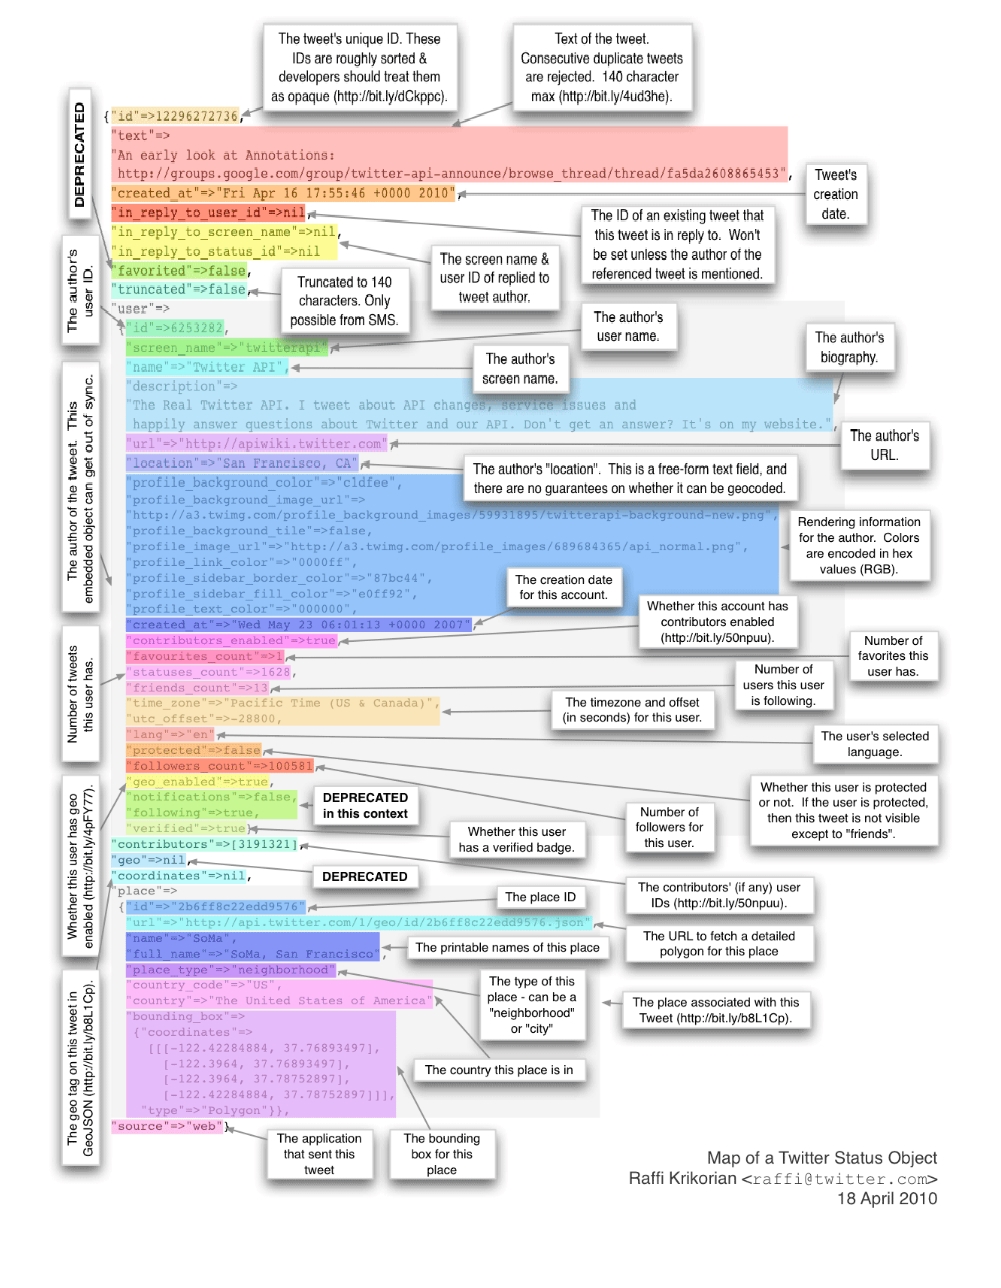 The tweet's unique ID. These
IDs are roughly sorted &
developers should treat them
as opaque (http://bit.ly/dCkppc).
Text of the tweet.
Consecutive duplicate tweets
are rejected. 140 character
max (http://bit.ly/4ud3he).
DEPRECATED
{"id"=>12296272736,
"text"=>
"An early look at Annotations:
http://groups.google.com/group/twitter-api-announce/browse_thread/thread/fa5da2608865453",
Tweet's
creation
date.
"created_at"=>"Fri Apr 16 17:55:46 +0000 2010",
"in_reply_to_user_id"=>nil,
"in_reply_to_screen_name"=>nil,
"in_reply_to_status_id"=>nil
The ID of an existing tweet that
this tweet is in reply to. Won't
be set unless the author of the
referenced tweet is mentioned.
The screen name &
user ID of replied to
tweet author.
The author's
user ID.
"favorited"=>false,
"truncated"=>false,
Truncated to 140
characters. Only
possible from SMS.
"user"=>
{"id"=>6253282,
"screen_name"=>"twitterapi",
"name"=>"Twitter API",
The author's
user name.
The author's
screen name.
The author's
biography.
The author of the tweet. This
embedded object can get out of sync.
"description"=>
"The Real Twitter API. I tweet about API changes, service issues and
happily answer questions about Twitter and our API. Don't get an answer? It's on my website.",
"url"=>"http://apiwiki.twitter.com",
The author's
URL.
"location"=>"San Francisco, CA",
The author's "location". This is a free-form text field, and
there are no guarantees on whether it can be geocoded.
"profile_background_color"=>"c1dfee",
"profile_background_image_url"=>
"http://a3.twimg.com/profile_background_images/59931895/twitterapi-background-new.png",
"profile_background_tile"=>false,
"profile_image_url"=>"http://a3.twimg.com/profile_images/689684365/api_normal.png",
"profile_link_color"=>"0000ff",
"profile_sidebar_border_color"=>"87bc44",
"profile_sidebar_fill_color"=>"e0ff92",
"profile_text_color"=>"000000",
Rendering information
for the author. Colors
are encoded in hex
values (RGB).
The creation date
for this account.
"created_at"=>"Wed May 23 06:01:13 +0000 2007",
"contributors_enabled"=>true,
Whether this account has
contributors enabled
(http://bit.ly/50npuu).
"favourites_count"=>1,
Number of
favorites this
user has.
Number of tweets
this user has.
"statuses_count"=>1628,
"friends_count"=>13,
Number of
users this user
is following.
"time_zone"=>"Pacific Time (US & Canada)",
"utc_offset"=>-28800,
The timezone and offset
(in seconds) for this user.
"lang"=>"en",
The user's selected
language.
"protected"=>false,
"followers_count"=>100581,
Whether this user is protected
or not. If the user is protected,
then this tweet is not visible
except to "friends".
Whether this user has geo
enabled (http://bit.ly/4pFY77).
"geo_enabled"=>true,
"notifications"=>false,
"following"=>true,
DEPRECATED
in this context
Number of
followers for
this user.
"verified"=>true},
Whether this user
has a verified badge.
"contributors"=>[3191321],
"geo"=>nil,
DEPRECATED
"coordinates"=>nil,
The contributors' (if any) user
IDs (http://bit.ly/50npuu).
"place"=>
{"id"=>"2b6ff8c22edd9576",
The place ID
"url"=>"http://api.twitter.com/1/geo/id/2b6ff8c22edd9576.json",
The URL to fetch a detailed
polygon for this place
"name"=>"SoMa",
"full_name"=>"SoMa, San Francisco",
The printable names of this place
"place_type"=>"neighborhood",
The type of this
place - can be a
"neighborhood"
or "city"
The geo tag on this tweet in
GeoJSON (http://bit.ly/b8L1Cp).
"country_code"=>"US",
"country"=>"The United States of America",
The place associated with this
Tweet (http://bit.ly/b8L1Cp).
"bounding_box"=>
{"coordinates"=>
[[[-122.42284884, 37.76893497],
[-122.3964, 37.76893497],
[-122.3964, 37.78752897],
[-122.42284884, 37.78752897]]],
"type"=>"Polygon"}},
The country this place is in
"source"=>"web"}
The application
that sent this
tweet
The bounding
box for this
place
Map of a Twitter Status Object
Raffi Krikorian <raffi@twitter.com>
18 April 2010